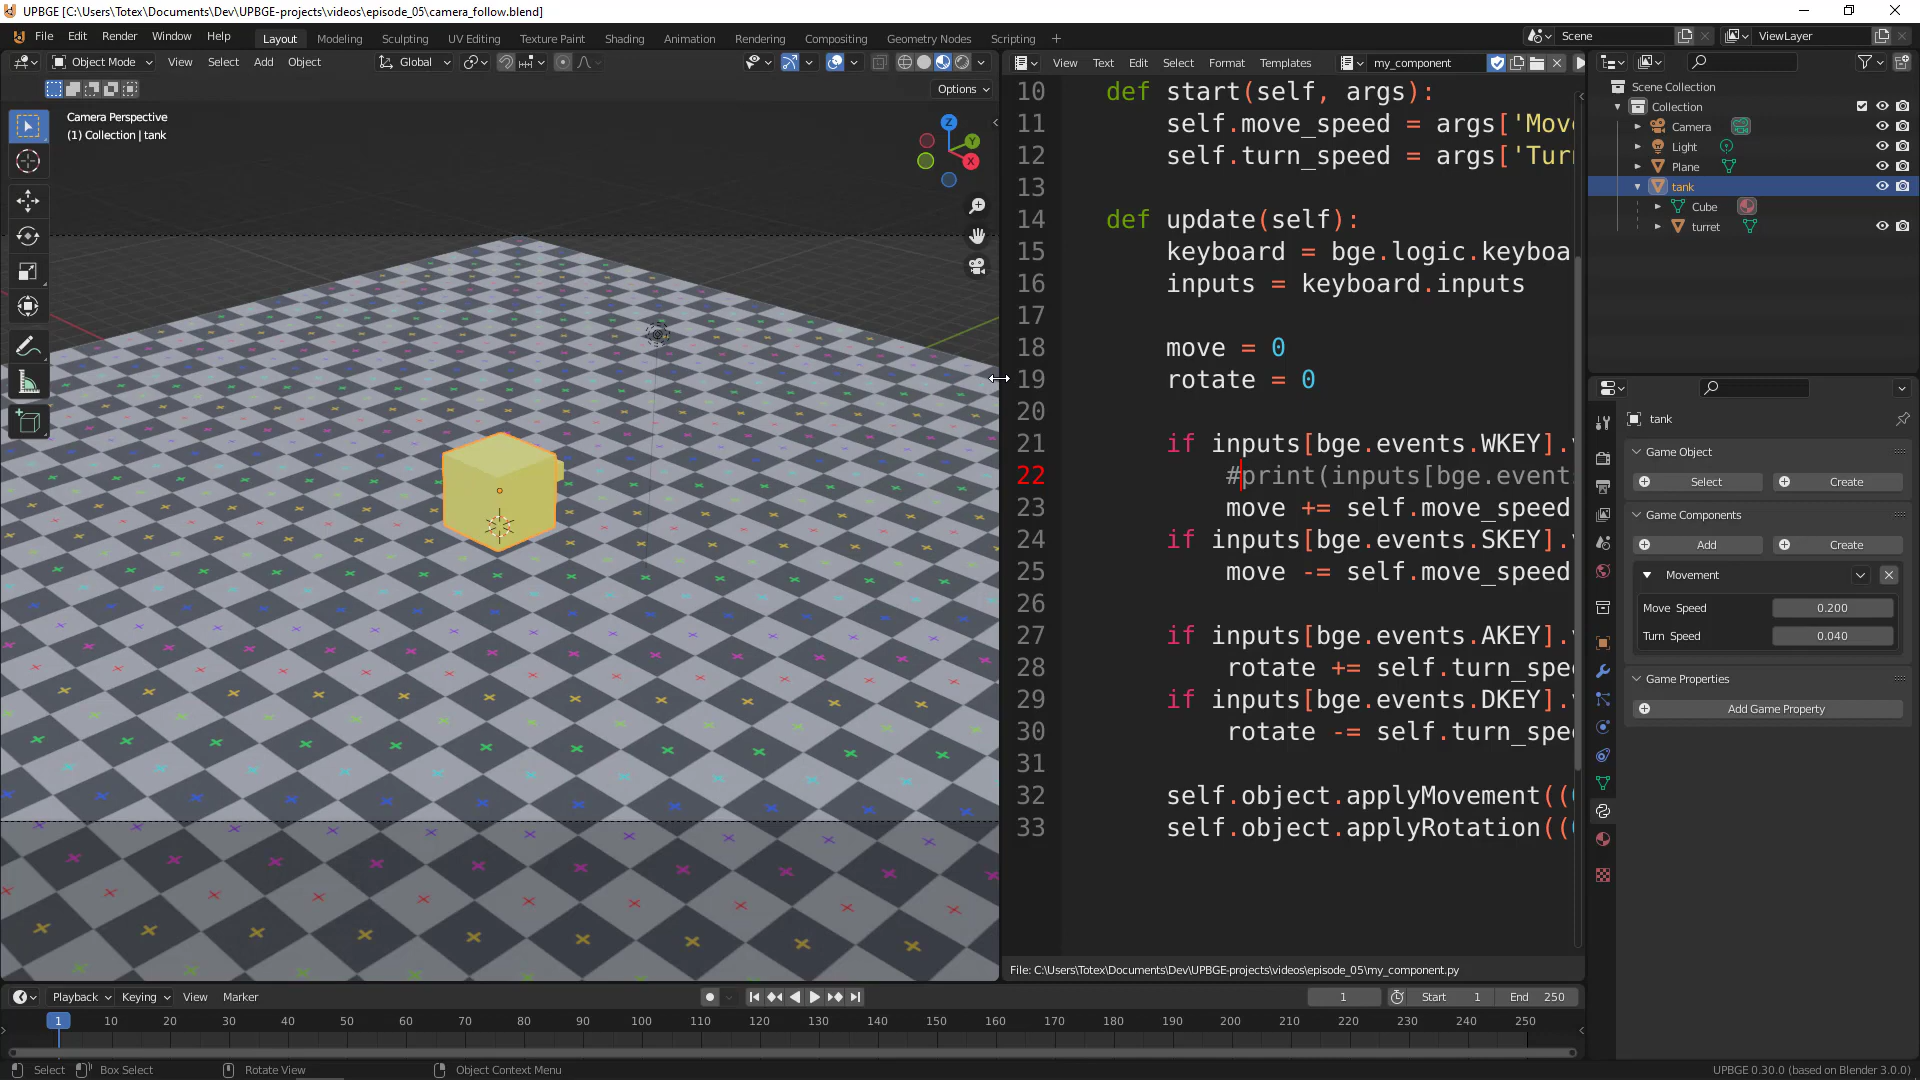 UPBGE [C:\Users\Totex\Documents\Dev\UPBGE-projects\videos\episode_05\camera_follow.blend]
File Edit Render Window Help Layout Modeling Sculpting UV Editing Texture Paint Shading Animation Rendering Compositing Geometry Nodes Scripting + Scene ViewLayer
Object Mode View Select Add Object Global
View Text Edit Select Format Templates my_component
Options
Camera Perspective
(1) Collection | tank
Z
Y
X
10 def start(self, args):
11 self.move_speed = args['Mov
12 self.turn_speed = args['Tur
13
14 def update(self):
15 keyboard = bge.logic.keyboa
16 inputs = keyboard.inputs
17
18 move = 0
19 rotate = 0
20
21 if inputs[bge.events.WKEY].
22 #print(inputs[bge.event
23 move += self.move_speed
24 if inputs[bge.events.SKEY].
25 move -= self.move_speed
26
27 if inputs[bge.events.AKEY].
28 rotate += self.turn_spe
29 if inputs[bge.events.DKEY].
30 rotate -= self.turn_spe
31
32 self.object.applyMovement((
33 self.object.applyRotation((
File: C:\Users\Totex\Documents\Dev\UPBGE-projects\videos\episode_05\my_component.py
Scene Collection
Collection
Camera
Light
Plane
tank
Cube
turret
tank
Game Object
Select Create
Game Components
Add Create
Movement
Move Speed 0.200
Turn Speed 0.040
Game Properties
Add Game Property
Playback Keying View Marker 1 Start 1 End 250
1 10 20 30 40 50 60 70 80 90 100 110 120 130 140 150 160 170 180 190 200 210 220 230 240 250
Select Box Select Rotate View Object Context Menu UPBGE 0.30.0 (based on Blender 3.0.0)